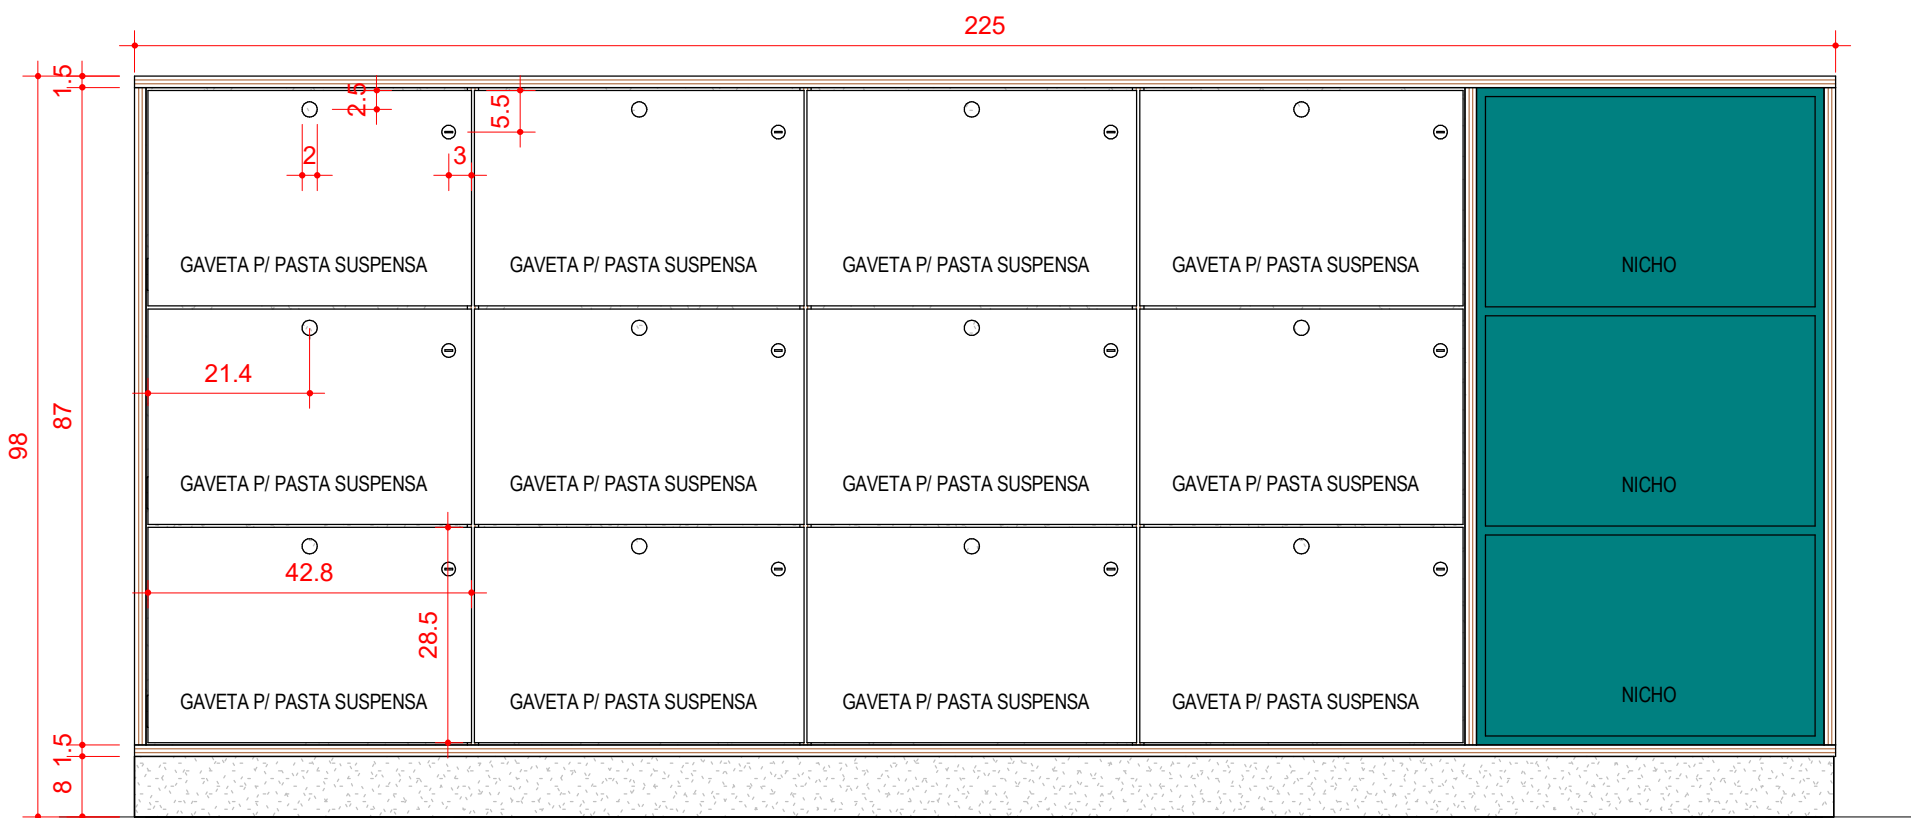 225
1.5
2.5
5.5
2
3
GAVETA P/ PASTA SUSPENSA
GAVETA P/ PASTA SUSPENSA
GAVETA P/ PASTA SUSPENSA
GAVETA P/ PASTA SUSPENSA
NICHO
21.4
87
98
GAVETA P/ PASTA SUSPENSA
GAVETA P/ PASTA SUSPENSA
GAVETA P/ PASTA SUSPENSA
GAVETA P/ PASTA SUSPENSA
NICHO
42.8
28.5
GAVETA P/ PASTA SUSPENSA
GAVETA P/ PASTA SUSPENSA
GAVETA P/ PASTA SUSPENSA
GAVETA P/ PASTA SUSPENSA
NICHO
1.5
8